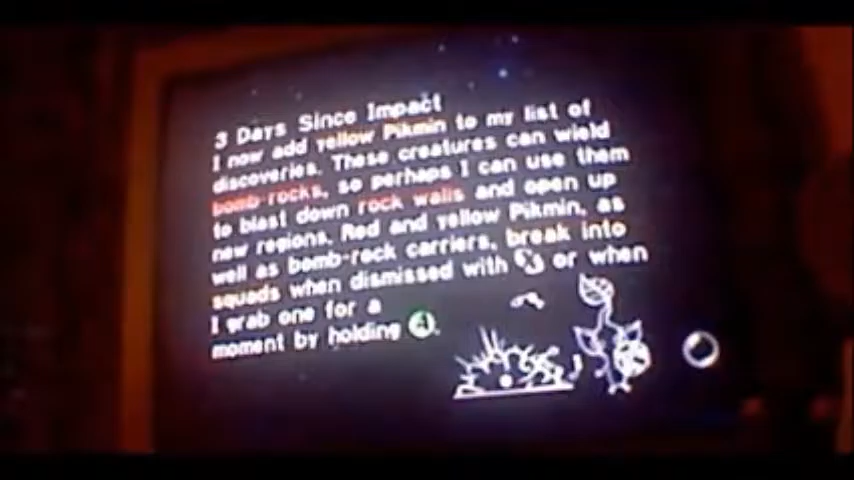 3 Days Since Impact
I now add yellow Pikmin to my list of
discoveries. These creatures can wield
bomb-rocks, so perhaps I can use them
to blast down rock walls and open up
new regions. Red and yellow Pikmin, as
well as bomb-rock carriers, break into
squads when dismissed with X or when
I grab one for a
moment by holding A.